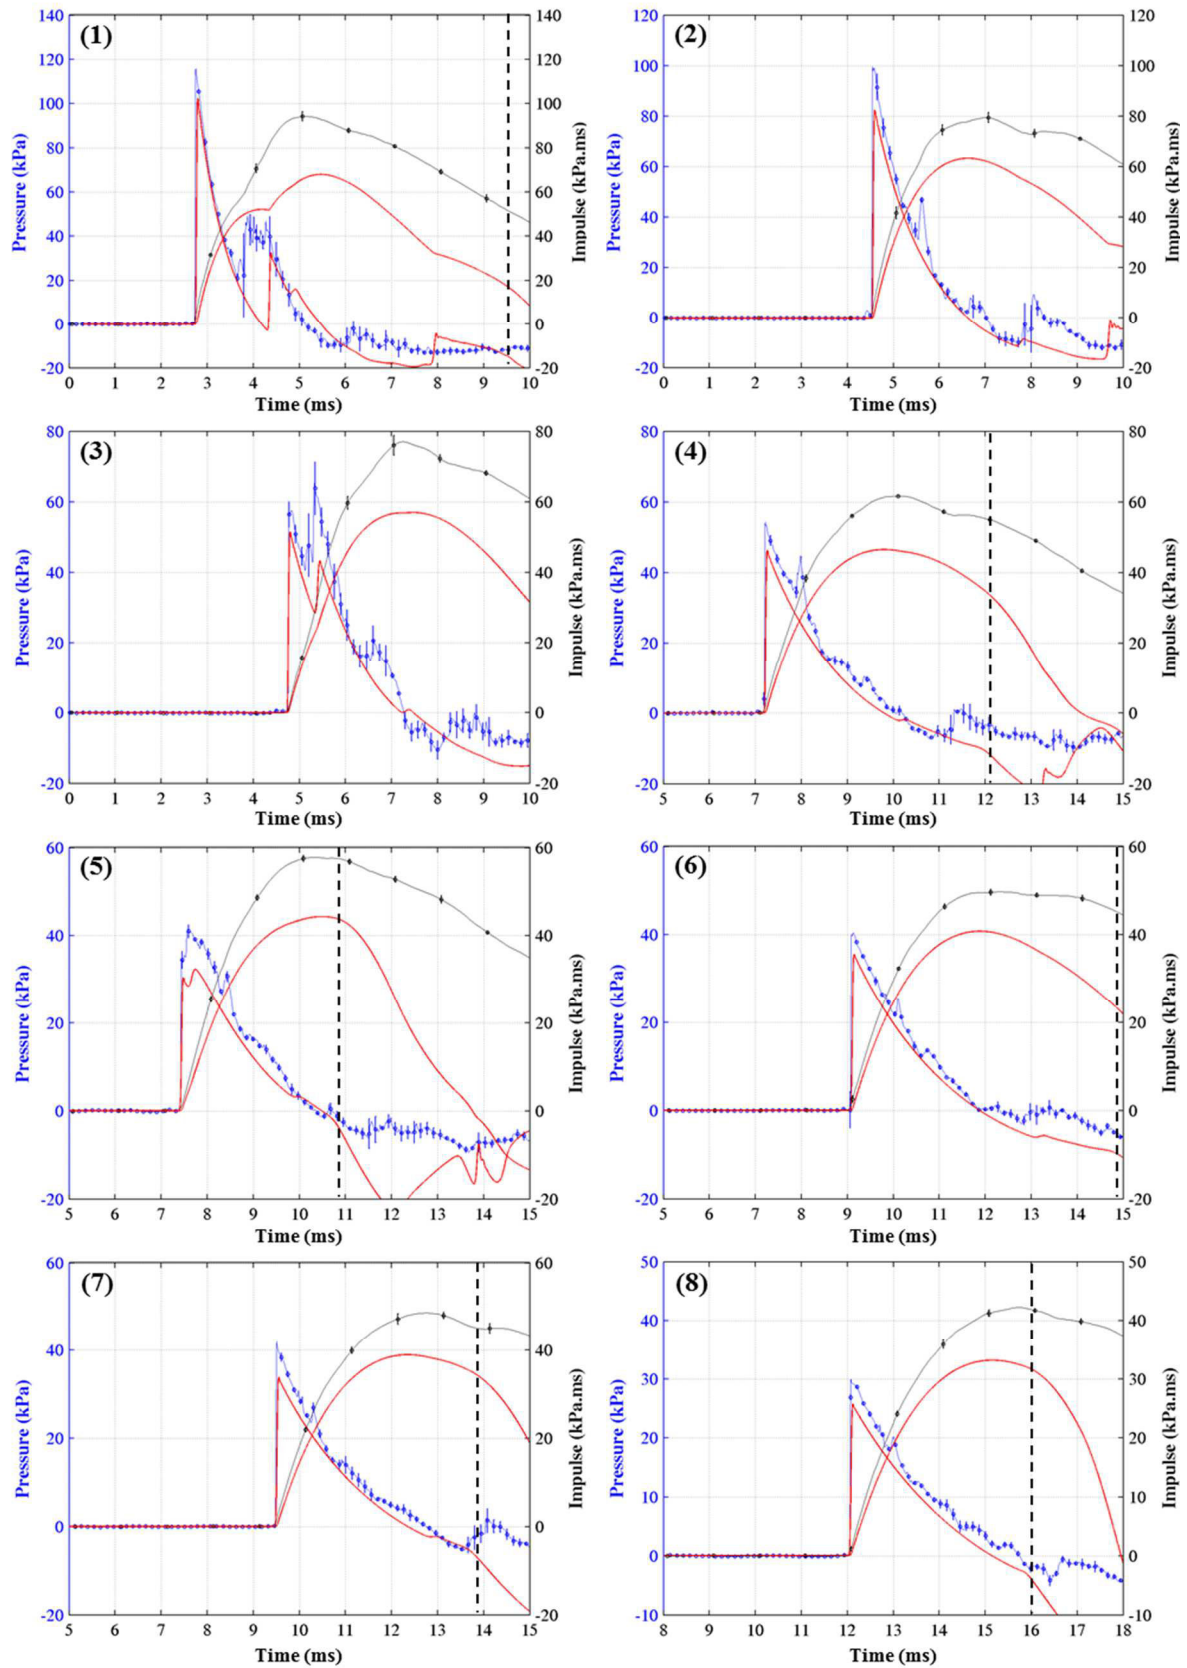 (1)
140 140
120 120
100 100
80 80
60 60
40 40
20 20
0 0
-20 -20
Pressure (kPa)
Impulse (kPa.ms)
0 1 2 3 4 5 6 7 8 9 10
Time (ms)
(2)
120 120
100 100
80 80
60 60
40 40
20 20
0 0
-20 -20
Pressure (kPa)
Impulse (kPa.ms)
0 1 2 3 4 5 6 7 8 9 10
Time (ms)
(3)
80 80
60 60
40 40
20 20
0 0
-20 -20
Pressure (kPa)
Impulse (kPa.ms)
0 1 2 3 4 5 6 7 8 9 10
Time (ms)
(4)
80 80
60 60
40 40
20 20
0 0
-20 -20
Pressure (kPa)
Impulse (kPa.ms)
5 6 7 8 9 10 11 12 13 14 15
Time (ms)
(5)
60 60
40 40
20 20
0 0
-20 -20
Pressure (kPa)
Impulse (kPa.ms)
5 6 7 8 9 10 11 12 13 14 15
Time (ms)
(6)
60 60
40 40
20 20
0 0
-20 -20
Pressure (kPa)
Impulse (kPa.ms)
5 6 7 8 9 10 11 12 13 14 15
Time (ms)
(7)
60 60
40 40
20 20
0 0
-20 -20
Pressure (kPa)
Impulse (kPa.ms)
5 6 7 8 9 10 11 12 13 14 15
Time (ms)
(8)
50 50
40 40
30 30
20 20
10 10
0 0
-10 -10
Pressure (kPa)
Impulse (kPa.ms)
8 9 10 11 12 13 14 15 16 17 18
Time (ms)